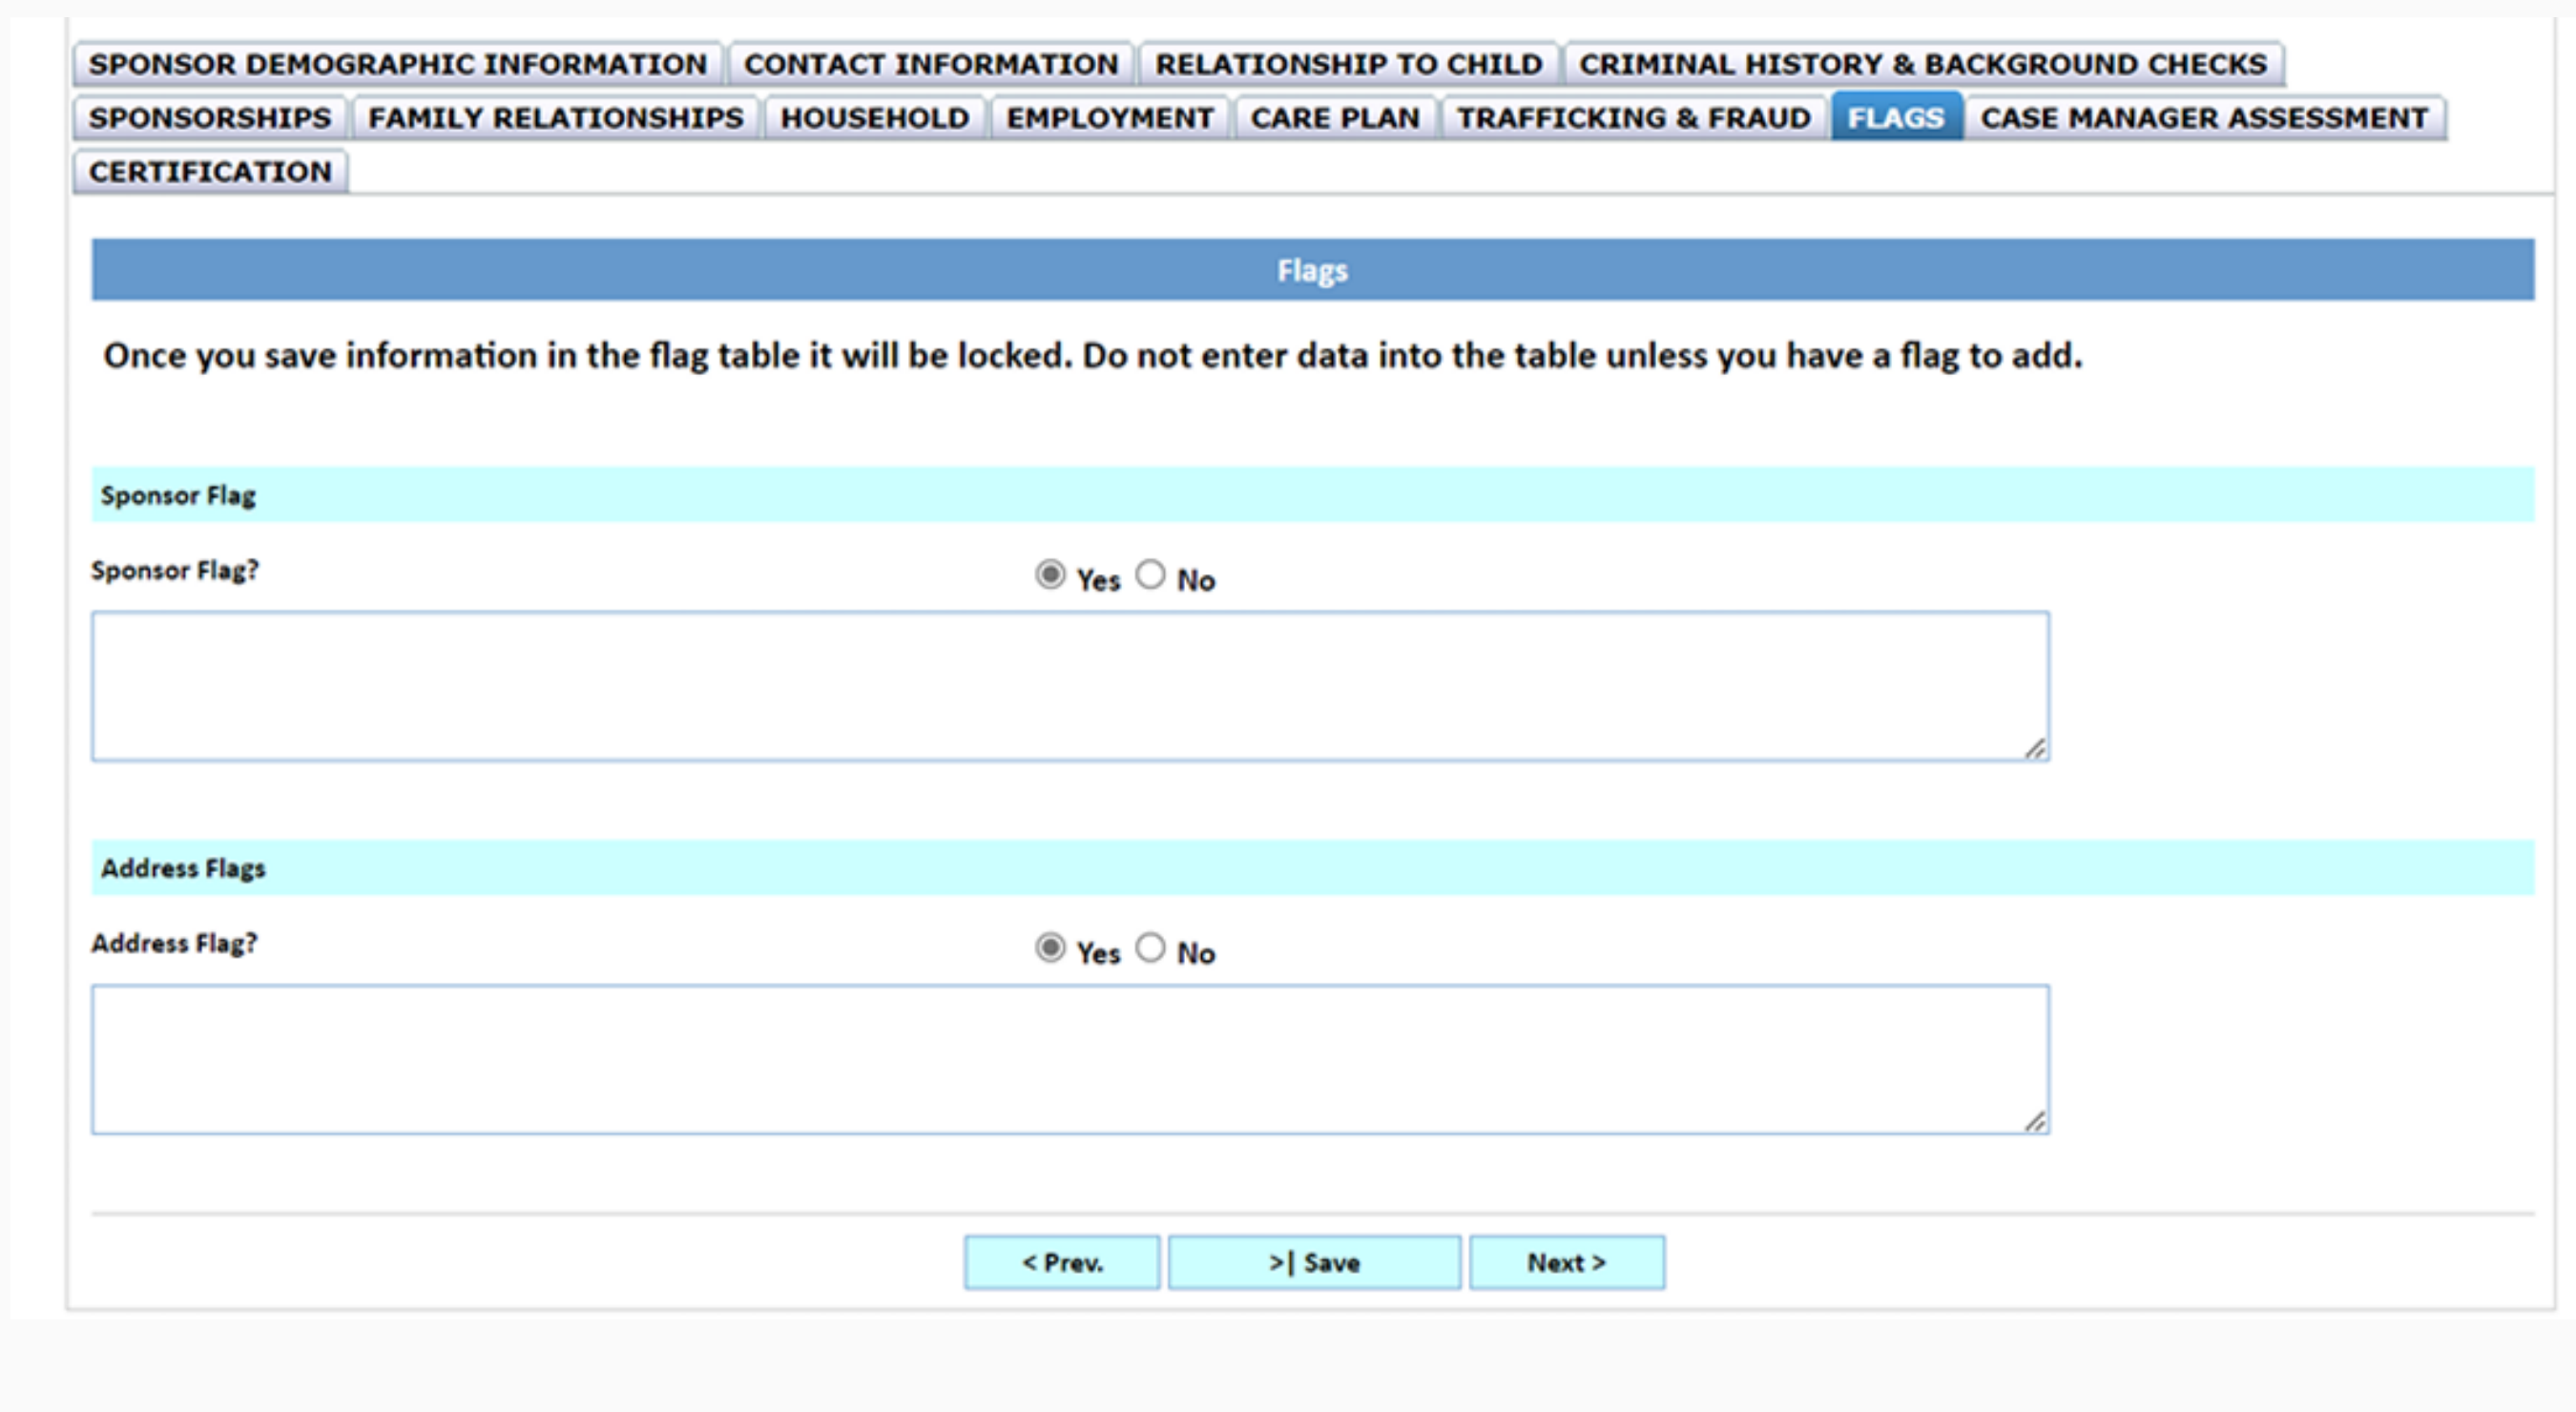 SPONSOR DEMOGRAPHIC INFORMATION CONTACT INFORMATION RELATIONSHIP TO CHILD CRIMINAL HISTORY & BACKGROUND CHECKS
SPONSORSHIPS FAMILY RELATIONSHIPS HOUSEHOLD EMPLOYMENT CARE PLAN TRAFFICKING & FRAUD FLAGS CASE MANAGER ASSESSMENT
CERTIFICATION
Flags
Once you save information in the flag table it will be locked. Do not enter data into the table unless you have a flag to add.
Sponsor Flag
Sponsor Flag? Yes No
Address Flags
Address Flag? Yes No
< Prev. >| Save Next >